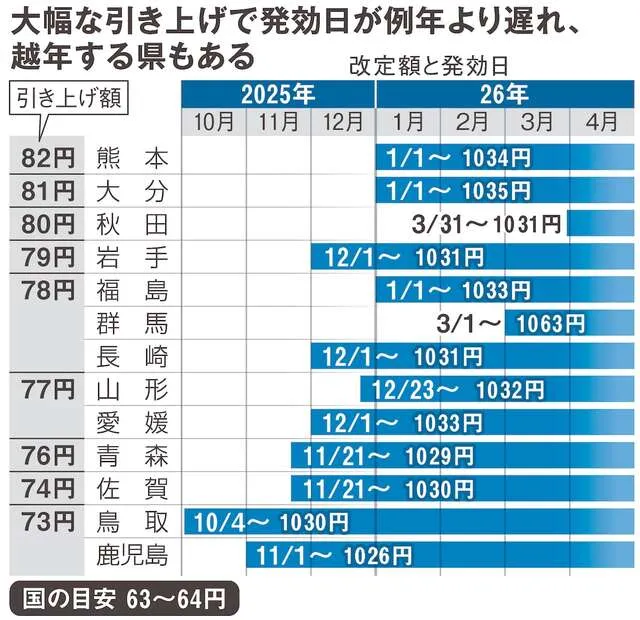 大幅な引き上げで発効日が例年より遅れ、
越年する県もある
改定額と発効日
引き上げ額
2025年 26年
10月 11月 12月 1月 2月 3月 4月
82円 熊本 1/1～ 1034円
81円 大分 1/1～ 1035円
80円 秋田 3/31～1031円
79円 岩手 12/1～ 1031円
78円 福島 1/1～ 1033円
群馬 3/1～ 1063円
長崎 12/1～ 1031円
77円 山形 12/23～ 1032円
愛媛 12/1～ 1033円
76円 青森 11/21～ 1029円
74円 佐賀 11/21～ 1030円
73円 鳥取 10/4～ 1030円
鹿児島 11/1～ 1026円
国の目安 63～64円